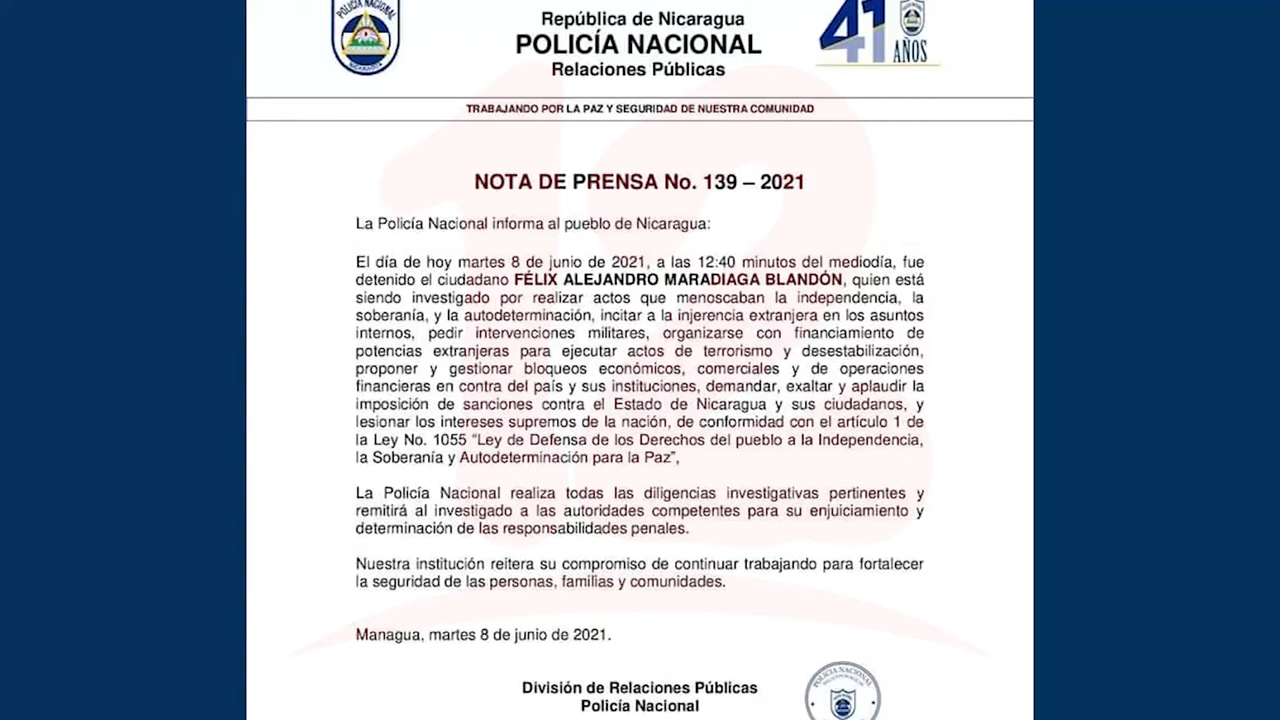 POLICÍA NACIONAL
NICARAGUA
República de Nicaragua
POLICÍA NACIONAL
Relaciones Públicas
41
AÑOS
TRABAJANDO POR LA PAZ Y SEGURIDAD DE NUESTRA COMUNIDAD
12
NOTA DE PRENSA No. 139 – 2021
La Policía Nacional informa al pueblo de Nicaragua:
El día de hoy martes 8 de junio de 2021, a las 12:40 minutos del mediodía, fue
detenido el ciudadano FÉLIX ALEJANDRO MARADIAGA BLANDÓN, quien está
siendo investigado por realizar actos que menoscaban la independencia, la
soberanía, y la autodeterminación, incitar a la injerencia extranjera en los asuntos
internos, pedir intervenciones militares, organizarse con financiamiento de
potencias extranjeras para ejecutar actos de terrorismo y desestabilización,
proponer y gestionar bloqueos económicos, comerciales y de operaciones
financieras en contra del país y sus instituciones, demandar, exaltar y aplaudir la
imposición de sanciones contra el Estado de Nicaragua y sus ciudadanos, y
lesionar los intereses supremos de la nación, de conformidad con el artículo 1 de
la Ley No. 1055 “Ley de Defensa de los Derechos del pueblo a la Independencia,
la Soberanía y Autodeterminación para la Paz”,
La Policía Nacional realiza todas las diligencias investigativas pertinentes y
remitirá al investigado a las autoridades competentes para su enjuiciamiento y
determinación de las responsabilidades penales.
Nuestra institución reitera su compromiso de continuar trabajando para fortalecer
la seguridad de las personas, familias y comunidades.
Managua, martes 8 de junio de 2021.
División de Relaciones Públicas
Policía Nacional
POLICÍA NACIONAL